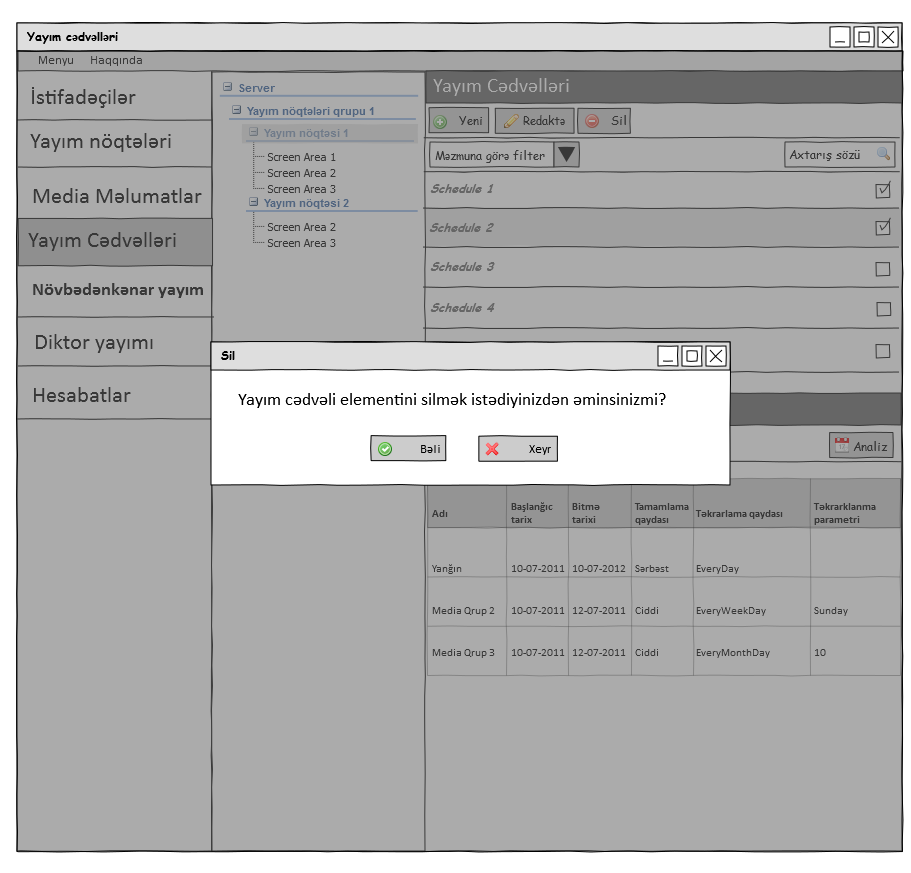 Yayım cədvəlləri
Menyu Haqqında
İstifadəçilər
Yayım nöqtələri
Media Məlumatlar
Yayım Cədvəlləri
Növbədənkənar yayım
Diktor yayımı
Hesabatlar
Server
Yayım nöqtələri qrupu 1
Yayım nöqtəsi 1
Screen Area 1
Screen Area 2
Screen Area 3
Yayım nöqtəsi 2
Screen Area 2
Screen Area 3
Yayım Cədvəlləri
Yeni Redaktə Sil
Məzmuna görə filter Axtarış sözü
Schedule 1
Schedule 2
Schedule 3
Schedule 4
Sil
Yayım cədvəli elementini silmək istədiyinizdən əminsinizmi?
Bəli Xeyr
Analiz
Adı Başlanğıc tarix Bitmə tarixi Tamamlama qaydası Təkrarlama qaydası Təkrarklanma parametri
Yanğın 10-07-2011 10-07-2012 Sərbəst EveryDay
Media Qrup 2 10-07-2011 12-07-2011 Ciddi EveryWeekDay Sunday
Media Qrup 3 10-07-2011 12-07-2011 Ciddi EveryMonthDay 10